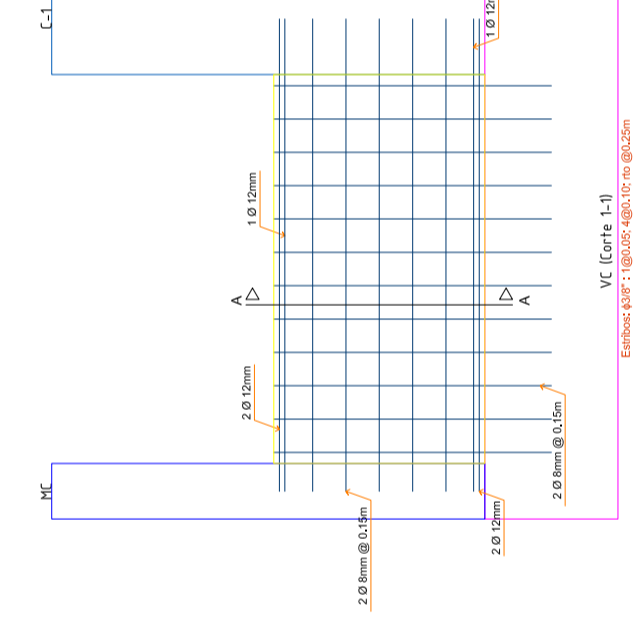 C-1
1 Ø 12
1 Ø 12mm
A
A
2 Ø 12mm
2 Ø 8mm @ 0.15m
2 Ø 12mm
2 Ø 8mm @ 0.15m
MC
VC (Corte 1-1)
Estribos: ϕ3/8" : 1@0.05; 4@0.10; rto @0.25m